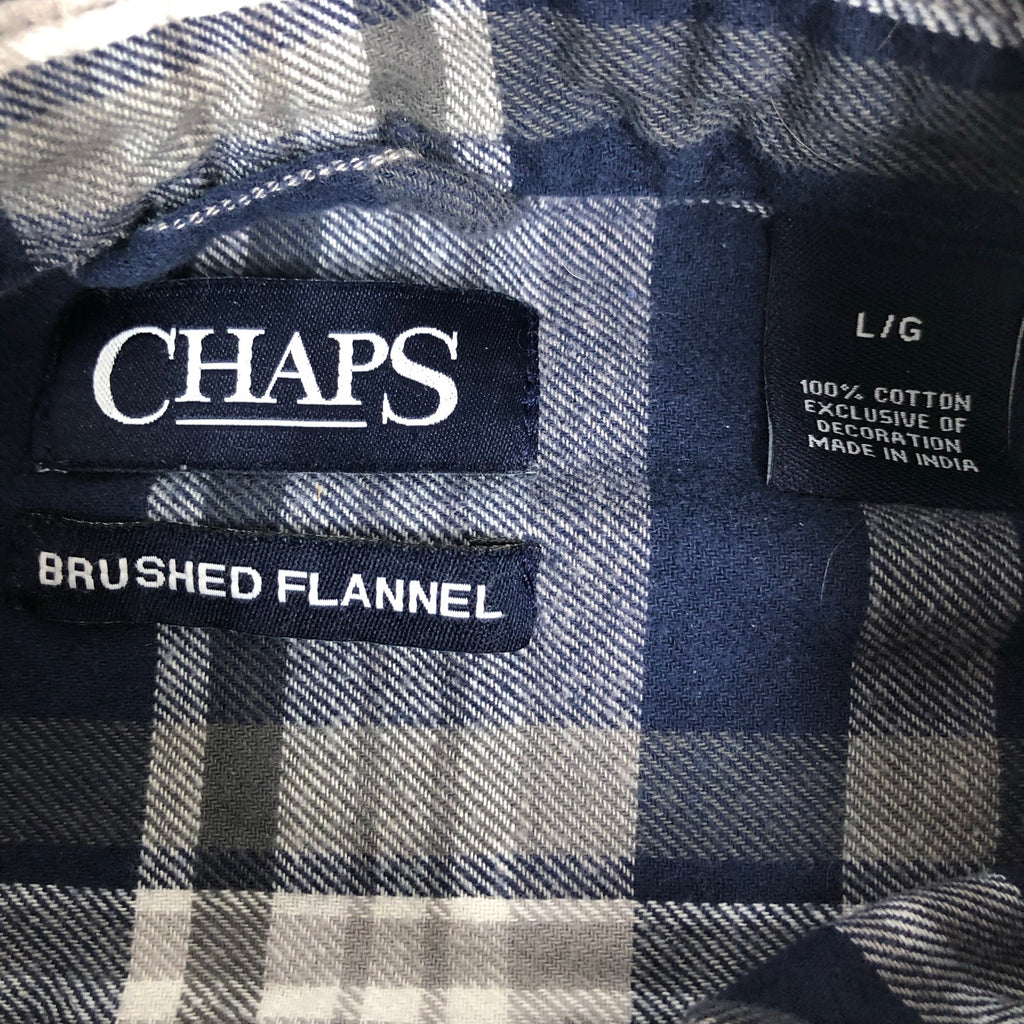 CHAPS
BRUSHED FLANNEL
L/G
100% COTTON
EXCLUSIVE OF
DECORATION
MADE IN INDIA